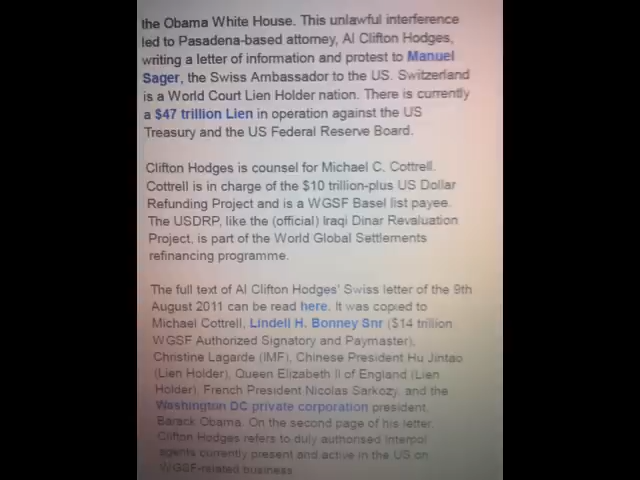 the Obama White House. This unlawful interference
led to Pasadena-based attorney, Al Clifton Hodges,
writing a letter of information and protest to Manuel
Sager, the Swiss Ambassador to the US. Switzerland
is a World Court Lien Holder nation. There is currently
a $47 trillion Lien in operation against the US
Treasury and the US Federal Reserve Board.
Clifton Hodges is counsel for Michael C. Cottrell.
Cottrell is in charge of the $10 trillion-plus US Dollar
Refunding Project and is a WGSF Basel list payee.
The USDRP, like the (official) Iraqi Dinar Revaluation
Project, is part of the World Global Settlements
refinancing programme.
The full text of Al Clifton Hodges' Swiss letter of the 9th
August 2011 can be read here. It was copied to
Michael Cottrell, Lindell H. Bonney Snr ($14 trillion
WGSF Authorized Signatory and Paymaster),
Christine Lagarde (IMF), Chinese President Hu Jintao
(Lien Holder), Queen Elizabeth II of England (Lien
Holder), French President Nicolas Sarkozy, and the
Washington DC private corporation president,
Barack Obama. On the second page of his letter,
Clifton Hodges refers to duly authorised Interpol
agents currently present and active in the US on
WGSF-related business